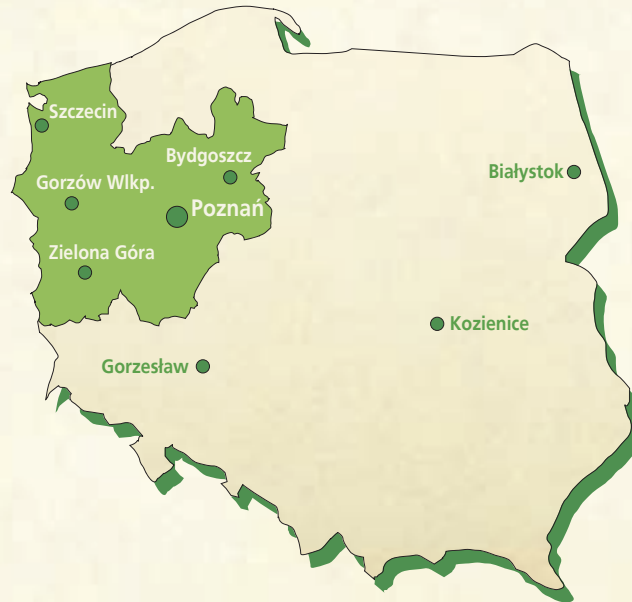 Szczecin
Bydgoszcz
Białystok
Gorzów Wlkp.
Poznań
Zielona Góra
Kozienice
Gorzesław